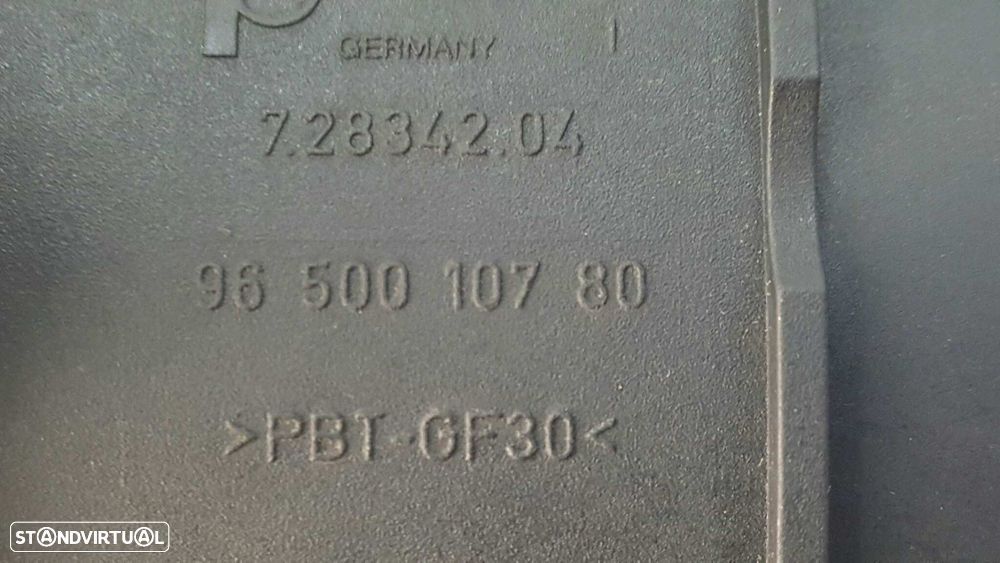 p
GERMANY
7.28342.04
96 500 107 80
>PBT-GF30<
STANDVIRTUAL